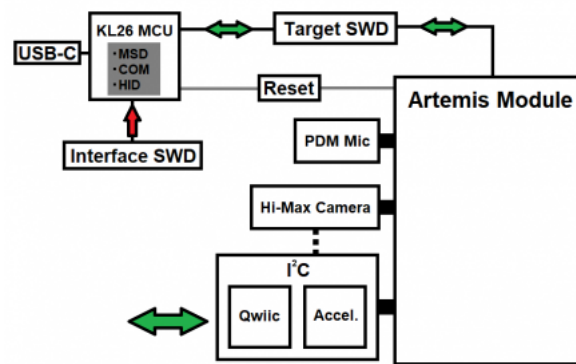 KL26 MCU
·MSD
·COM
·HID
USB-C
Target SWD
Reset
Interface SWD
Artemis Module
PDM Mic
Hi-Max Camera
I²C
Qwiic
Accel.